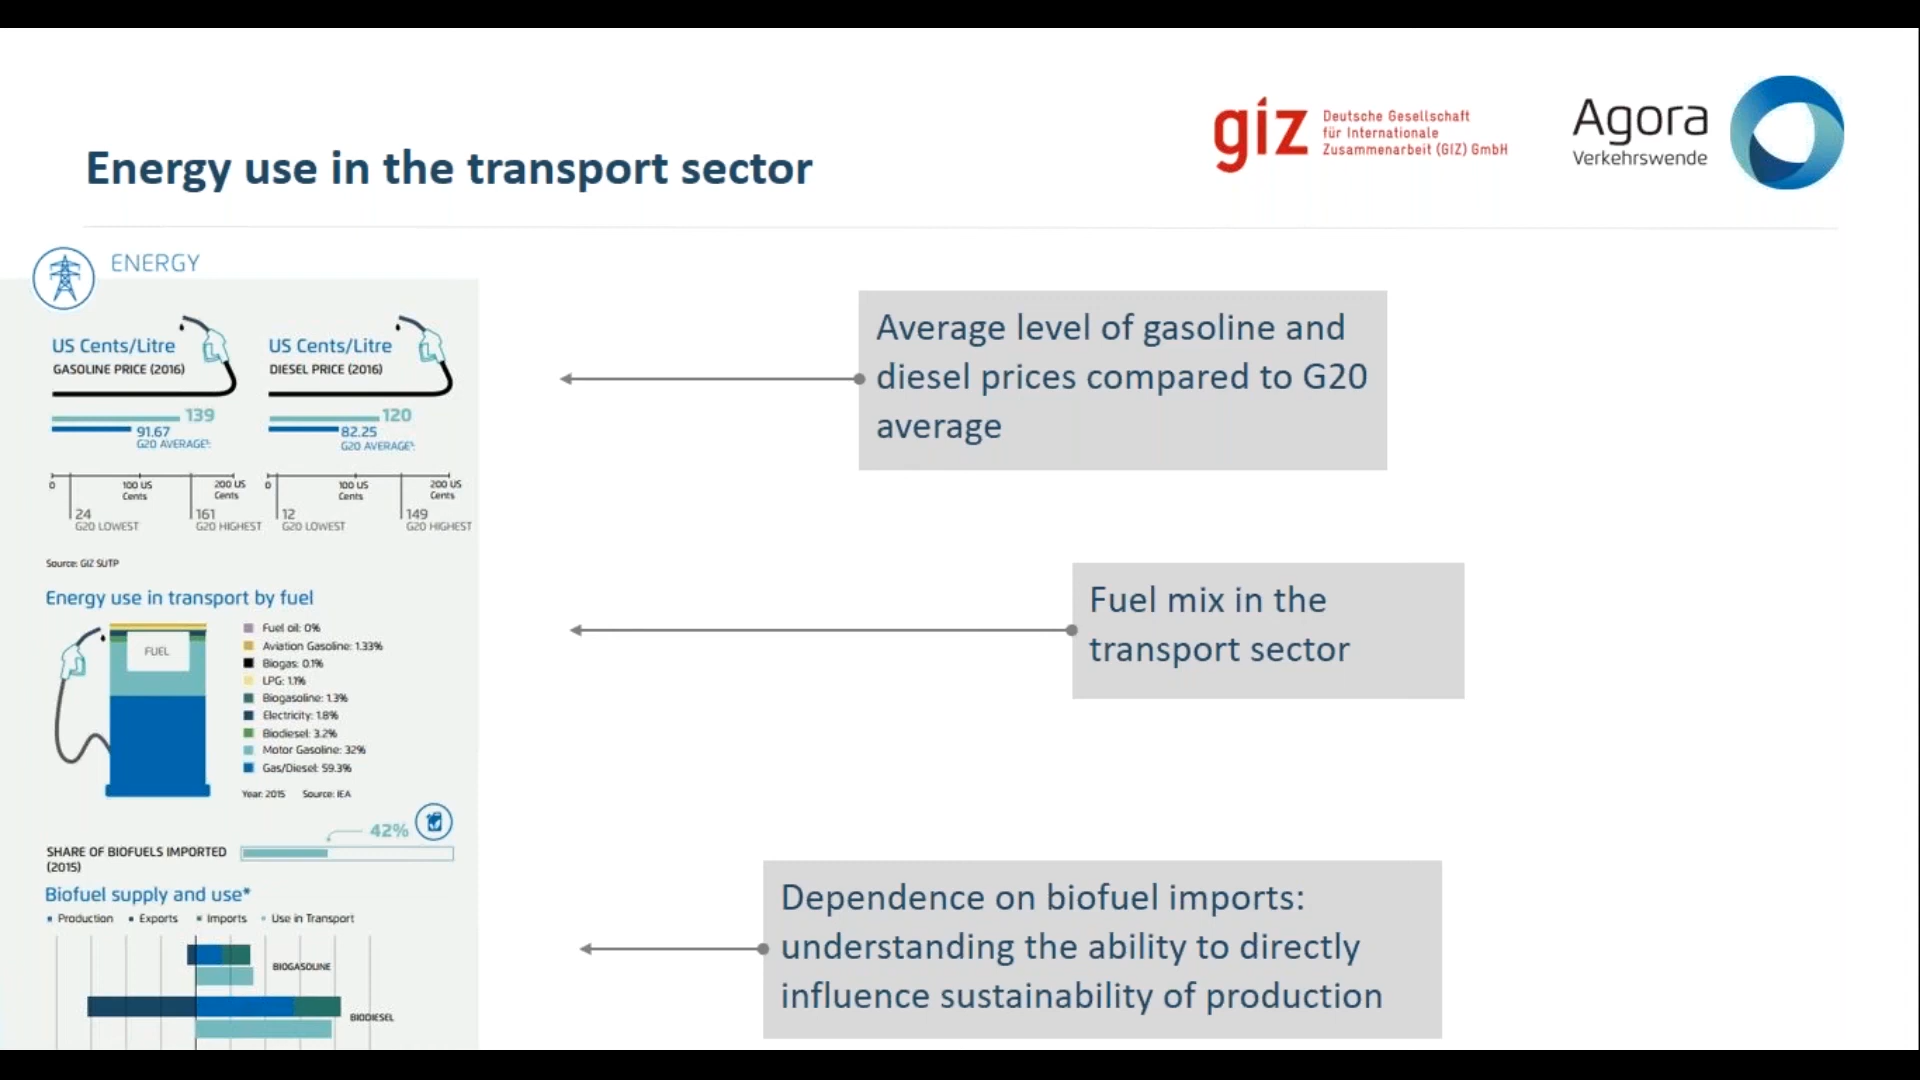 giz
Deutsche Gesellschaft
für Internationale
Zusammenarbeit (GIZ) GmbH
Agora
Verkehrswende
Energy use in the transport sector
ENERGY
US Cents/Litre
GASOLINE PRICE (2016)
139
91.67
G20 AVERAGE¹:
0
100 US
Cents
200 US
Cents
24
G20 LOWEST
161
G20 HIGHEST
US Cents/Litre
DIESEL PRICE (2016)
120
82.25
G20 AVERAGE¹:
0
100 US
Cents
200 US
Cents
12
G20 LOWEST
149
G20 HIGHEST
Source: GIZ SUTP
Average level of gasoline and
diesel prices compared to G20
average
Energy use in transport by fuel
FUEL
Fuel oil: 0%
Aviation Gasoline: 1.33%
Biogas: 0.1%
LPG: 1.1%
Biogasoline: 1.3%
Electricity: 1.8%
Biodiesel: 3.2%
Motor Gasoline: 32%
Gas/Diesel: 59.3%
Year: 2015 Source: IEA
Fuel mix in the
transport sector
42%
SHARE OF BIOFUELS IMPORTED
(2015)
Biofuel supply and use*
Production Exports Imports Use in Transport
BIOGASOLINE
BIODIESEL
Dependence on biofuel imports:
understanding the ability to directly
influence sustainability of production